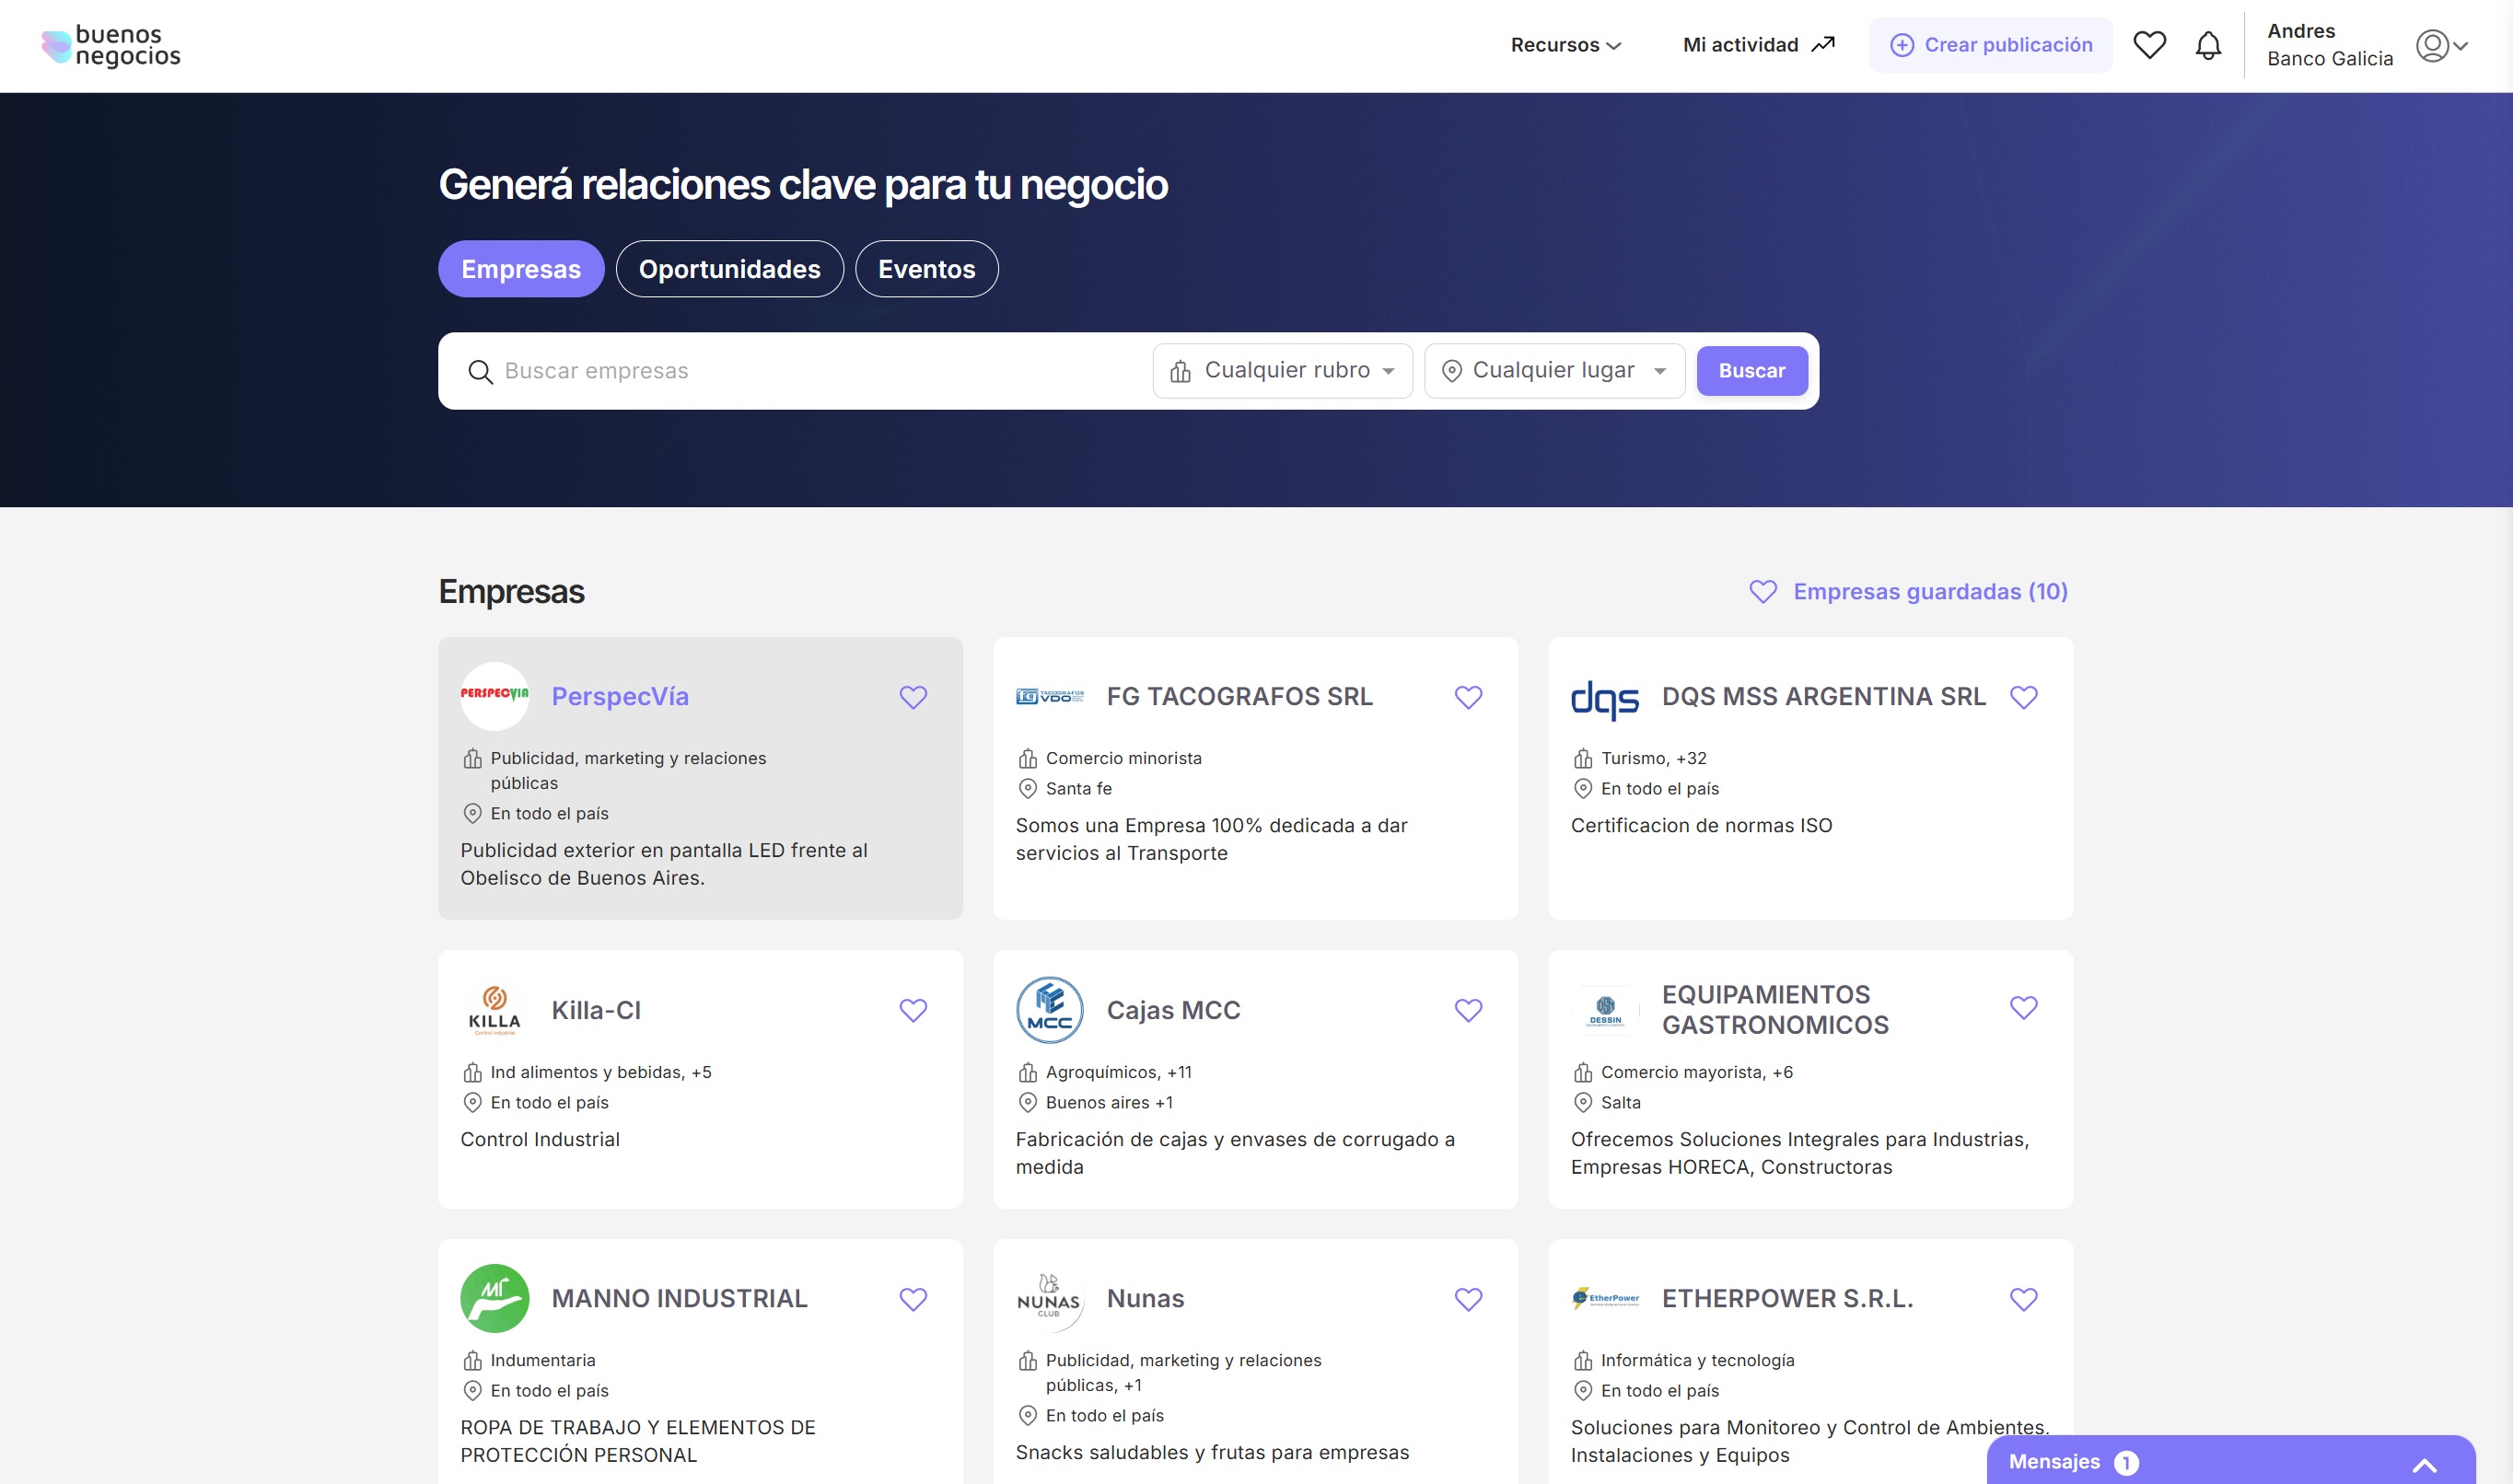 buenos
negocios
Recursos
Mi actividad
Crear publicación
Andres
Banco Galicia
Generá relaciones clave para tu negocio
Empresas
Oportunidades
Eventos
Buscar empresas
Cualquier rubro
Cualquier lugar
Buscar
Empresas
Empresas guardadas (10)
PERSPECVIA
PerspecVía
Publicidad, marketing y relaciones
públicas
En todo el país
Publicidad exterior en pantalla LED frente al
Obelisco de Buenos Aires.
Fg TACOGRAFOS
VDO
FG TACOGRAFOS SRL
Comercio minorista
Santa fe
Somos una Empresa 100% dedicada a dar
servicios al Transporte
dqs
DQS MSS ARGENTINA SRL
Turismo, +32
En todo el país
Certificacion de normas ISO
KILLA
Control Industrial
Killa-CI
Ind alimentos y bebidas, +5
En todo el país
Control Industrial
MCC
Cajas MCC
Agroquímicos, +11
Buenos aires +1
Fabricación de cajas y envases de corrugado a
medida
DESSIN
EQUIPAMIENTOS
GASTRONOMICOS
Comercio mayorista, +6
Salta
Ofrecemos Soluciones Integrales para Industrias,
Empresas HORECA, Constructoras
MI
MANNO INDUSTRIAL
Indumentaria
En todo el país
ROPA DE TRABAJO Y ELEMENTOS DE
PROTECCIÓN PERSONAL
NUNAS
CLUB
Nunas
Publicidad, marketing y relaciones
públicas, +1
En todo el país
Snacks saludables y frutas para empresas
EtherPower
ETHERPOWER S.R.L.
Informática y tecnología
En todo el país
Soluciones para Monitoreo y Control de Ambientes,
Instalaciones y Equipos
Mensajes 1